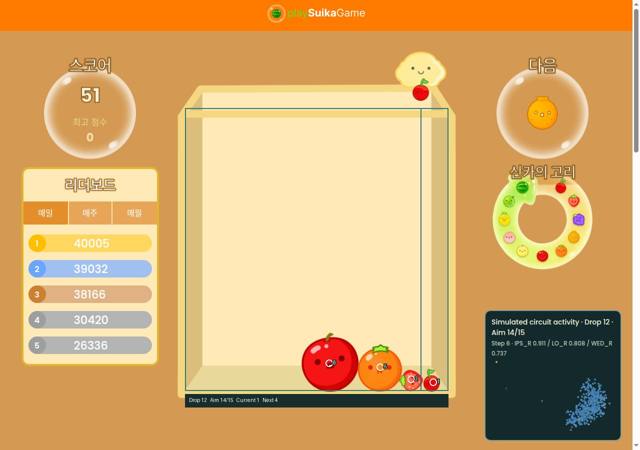 playSuikaGame
스코어
51
최고 점수
0
다음
신카의 고리
리더보드
매일 매주 매월
1 40005
2 39032
3 38166
4 30420
5 26336
Simulated circuit activity · Drop 12 ·
Aim 14/15
Step 6 · IPS_R 0.911 / LO_R 0.808 / WED_R
0.737
Drop 12 Aim 14/15 Current 1 Next 4